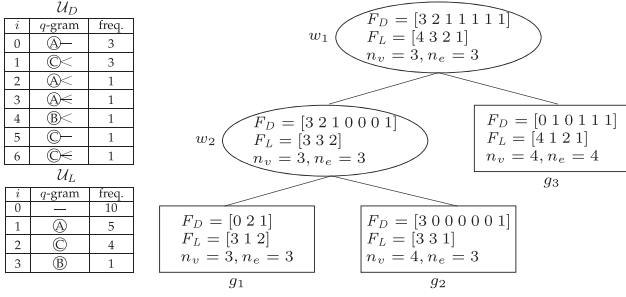 𝒰_D
i q-gram freq.
0 Ⓐ— 3
1 Ⓒ< 3
2 Ⓐ< 1
3 Ⓐ⋲ 1
4 Ⓑ< 1
5 Ⓒ— 1
6 Ⓒ⋲ 1
𝒰_L
i q-gram freq.
0 — 10
1 Ⓐ 5
2 Ⓒ 4
3 Ⓑ 1
w₁
F_D = [3 2 1 1 1 1 1]
F_L = [4 3 2 1]
n_v = 3, n_e = 3
w₂
F_D = [3 2 1 0 0 0 1]
F_L = [3 3 2]
n_v = 3, n_e = 3
F_D = [0 1 0 1 1 1]
F_L = [4 1 2 1]
n_v = 4, n_e = 4
g₃
F_D = [0 2 1]
F_L = [3 1 2]
n_v = 3, n_e = 3
g₁
F_D = [3 0 0 0 0 0 1]
F_L = [3 3 1]
n_v = 4, n_e = 3
g₂